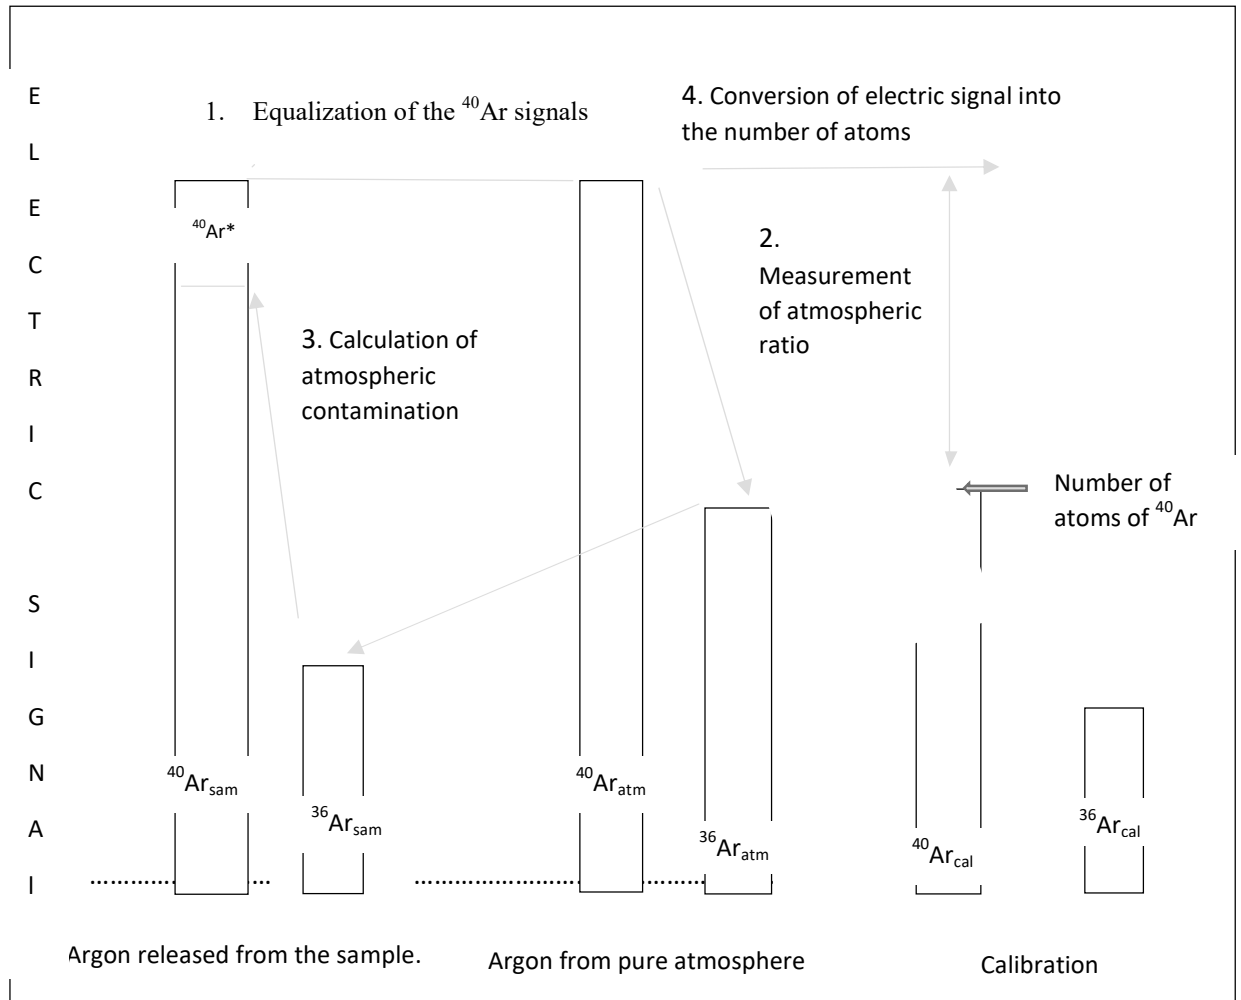 E
L
E
C
T
R
I
C
S
I
G
N
A
l
1. Equalization of the ⁴⁰Ar signals
4. Conversion of electric signal into
the number of atoms
⁴⁰Ar*
2.
Measurement
of atmospheric
ratio
3. Calculation of
atmospheric
contamination
Number of
atoms of ⁴⁰Ar
⁴⁰Arₛₐₘ
³⁶Arₛₐₘ
⁴⁰Arₐₜₘ
³⁶Arₐₜₘ
⁴⁰Ar_cal
³⁶Ar_cal
Argon released from the sample.
Argon from pure atmosphere
Calibration